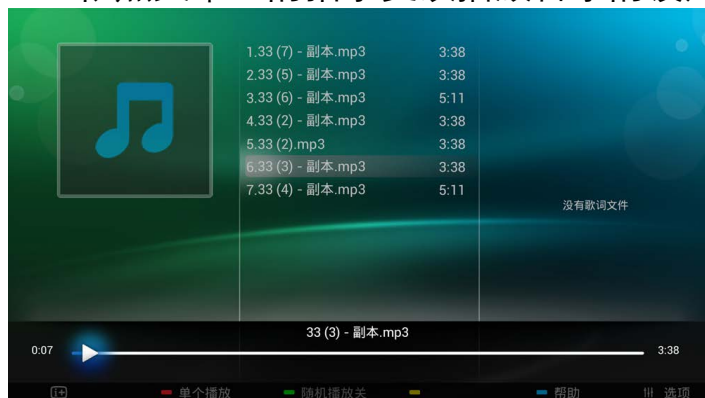 1.33 (7) - 副本.mp3 3:38
2.33 (5) - 副本.mp3 3:38
3.33 (6) - 副本.mp3 5:11
4.33 (2) - 副本.mp3 3:38
5.33 (2).mp3 3:38
6.33 (3) - 副本.mp3 3:38
7.33 (4) - 副本.mp3 5:11
没有歌词文件
33 (3) - 副本.mp3
0:07 3:38
i+ 单个播放 随机播放关 帮助 选项